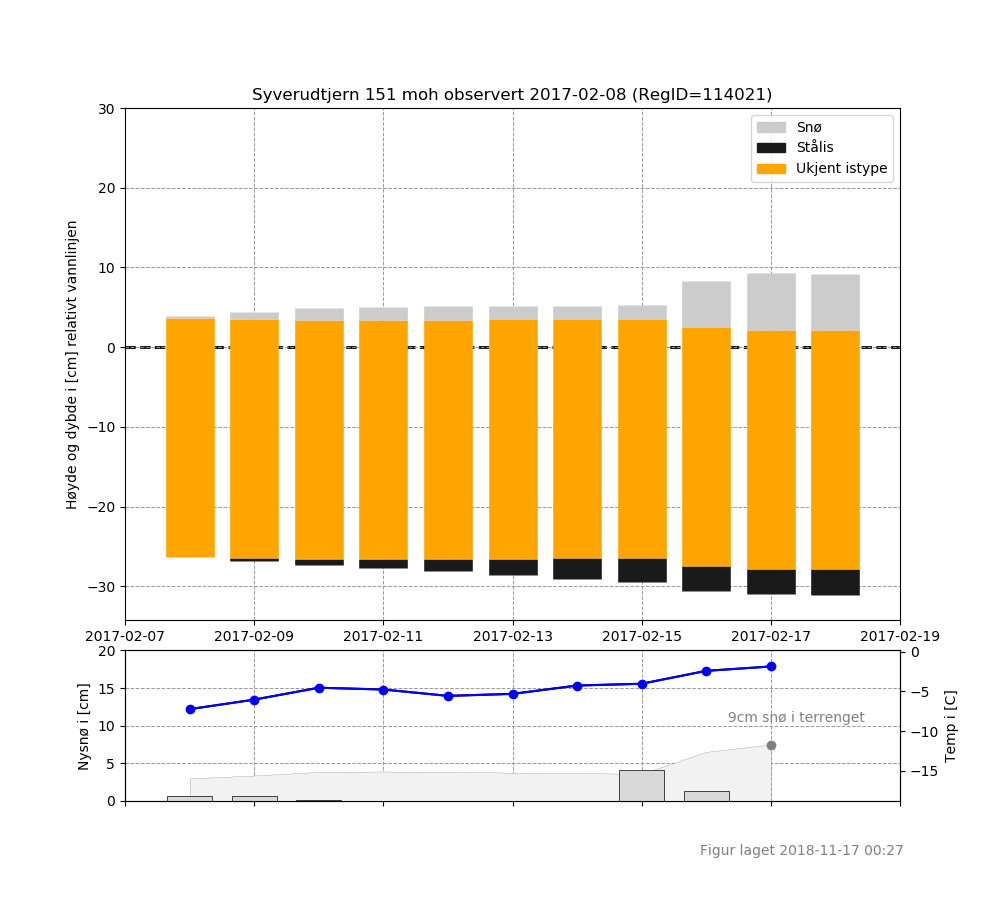 Syverudtjern 151 moh observert 2017-02-08 (RegID=114021)
30
20
10
0
−10
−20
−30
Høyde og dybde i [cm] relativt vannlinjen
Snø
Stålis
Ukjent istype
2017-02-07
2017-02-09
2017-02-11
2017-02-13
2017-02-15
2017-02-17
2017-02-19
20
15
10
5
0
Nysnø i [cm]
9cm snø i terrenget
0
−5
−10
−15
Temp i [C]
Figur laget 2018-11-17 00:27